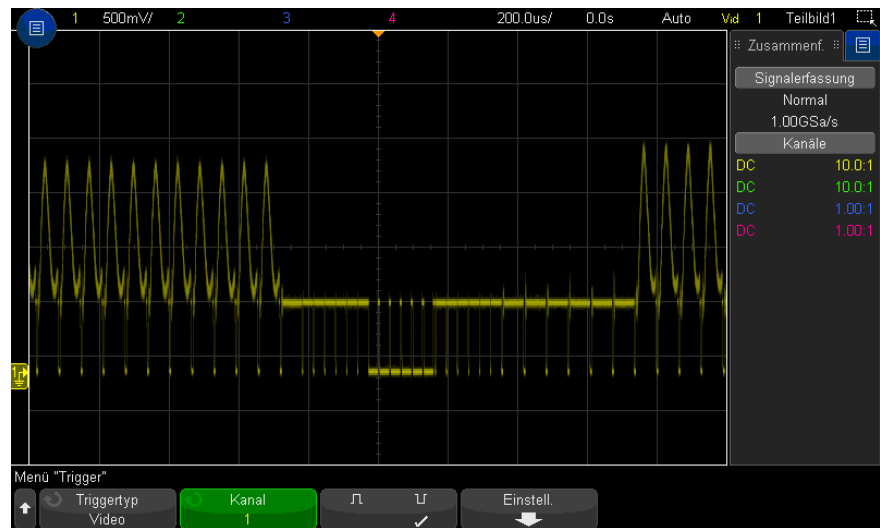 1 500mV/ 2 3 4 200.0us/ 0.0s Auto Vid 1 Teilbild1
Zusammenf.
Signalerfassung
Normal
1.00GSa/s
Kanäle
DC 10.0:1
DC 10.0:1
DC 1.00:1
DC 1.00:1
1
Menü "Trigger"
Triggertyp
Video
Kanal
1
Einstell.